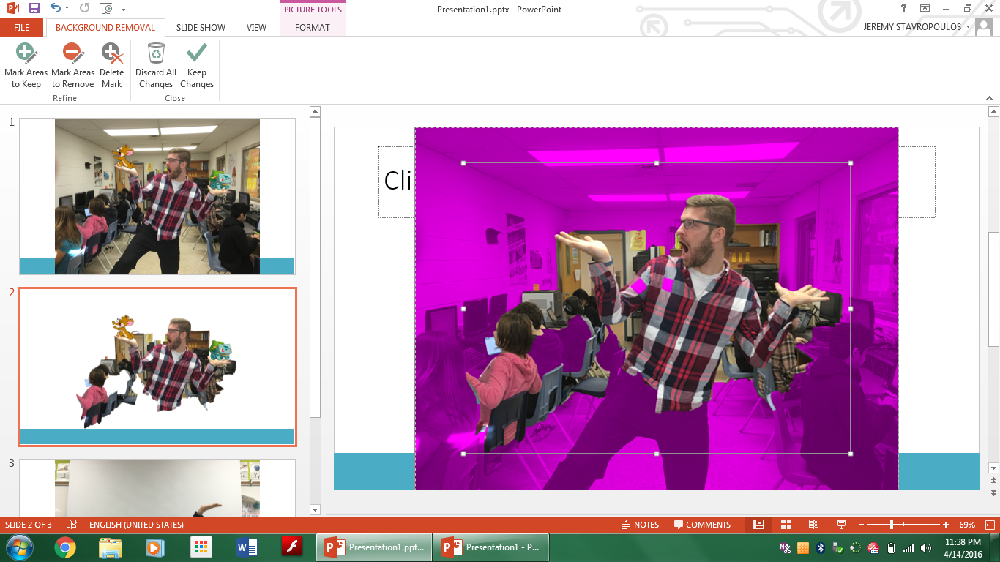 PICTURE TOOLS
Presentation1.pptx - PowerPoint
?
FILE
BACKGROUND REMOVAL
SLIDE SHOW
VIEW
FORMAT
JEREMY STAVROPOULOS
Mark Areas to Keep
Mark Areas to Remove
Delete Mark
Discard All Changes
Keep Changes
Refine
Close
1
2
3
Cli
SLIDE 2 OF 3
ENGLISH (UNITED STATES)
NOTES
COMMENTS
69%
Presentation1.ppt...
Presentation1 - P...
11:38 PM
4/14/2016